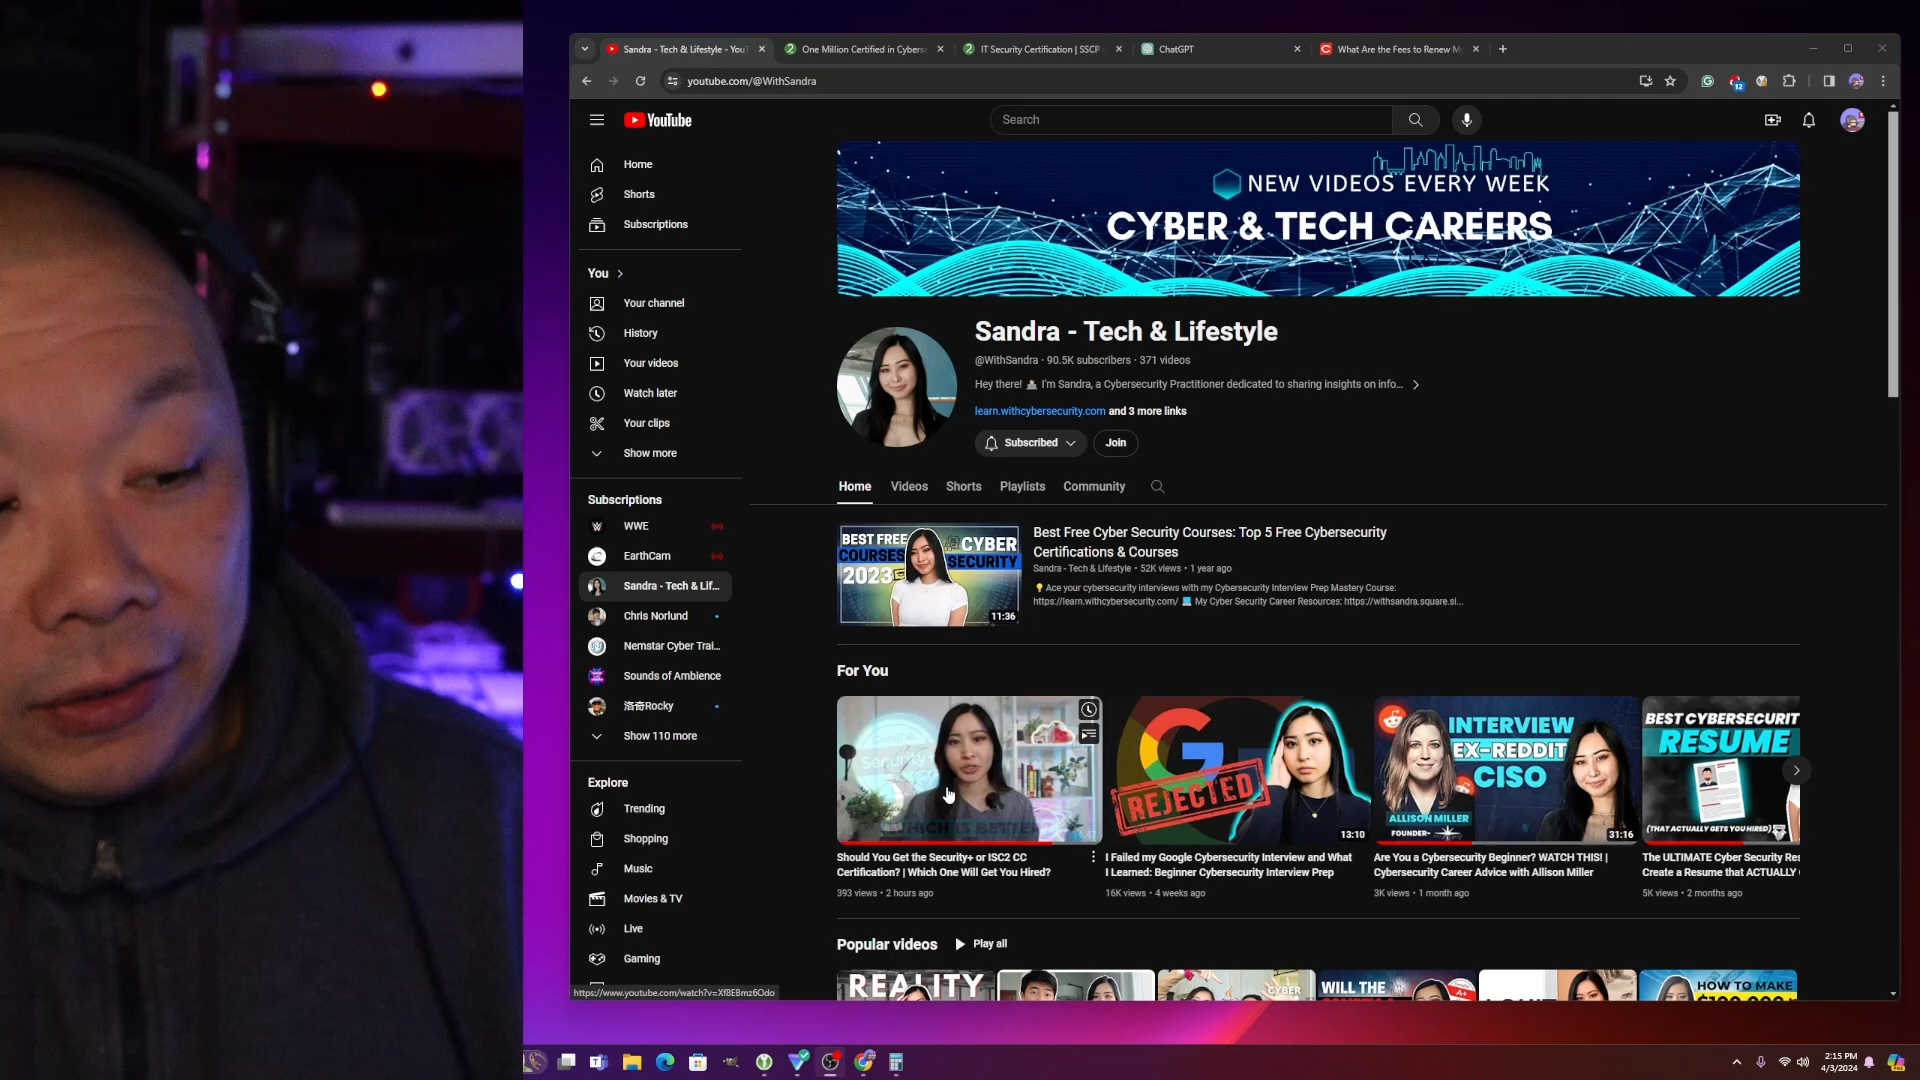 Sandra - Tech & Lifestyle - You
One Million Certified in Cyberse
IT Security Certification | SSCP
ChatGPT
What Are the Fees to Renew M
youtube.com/@WithSandra
12
YouTube
Search
Home
Shorts
Subscriptions
You
Your channel
History
Your videos
Watch later
Your clips
Show more
Subscriptions
WWE
EarthCam
Sandra - Tech & Lif...
Chris Norlund
Nemstar Cyber Trai...
Sounds of Ambience
洛奇Rocky
Show 110 more
Explore
Trending
Shopping
Music
Movies & TV
Live
Gaming
https://www.youtube.com/watch?v=Xf8EBmz6Odo
NEW VIDEOS EVERY WEEK
CYBER & TECH CAREERS
Sandra - Tech & Lifestyle
@WithSandra · 90.5K subscribers · 371 videos
Hey there! I'm Sandra, a Cybersecurity Practitioner dedicated to sharing insights on info...
learn.withcybersecurity.com and 3 more links
Subscribed
Join
Home
Videos
Shorts
Playlists
Community
BEST FREE
COURSES
2023
CYBER
SECURITY
11:36
Best Free Cyber Security Courses: Top 5 Free Cybersecurity
Certifications & Courses
Sandra - Tech & Lifestyle · 52K views · 1 year ago
Ace your cybersecurity interviews with my Cybersecurity Interview Prep Mastery Course:
https://learn.withcybersecurity.com/ My Cyber Security Career Resources: https://withsandra.square.si...
For You
WHICH IS BETTER?
Should You Get the Security+ or ISC2 CC
Certification? | Which One Will Get You Hired?
393 views · 2 hours ago
REJECTED
13:10
I Failed my Google Cybersecurity Interview and What
I Learned: Beginner Cybersecurity Interview Prep
16K views · 4 weeks ago
INTERVIEW
EX-REDDIT
CISO
ALLISON MILLER
FOUNDER-
31:16
Are You a Cybersecurity Beginner? WATCH THIS! |
Cybersecurity Career Advice with Allison Miller
3K views · 1 month ago
BEST CYBERSECURIT
RESUME
(THAT ACTUALLY GETS YOU HIRED)
The ULTIMATE Cyber Security Res
Create a Resume that ACTUALLY
5K views · 2 months ago
Popular videos
Play all
REALITY
CYBER
WILL THE
A+
HOW TO MAKE
2:15 PM
4/3/2024